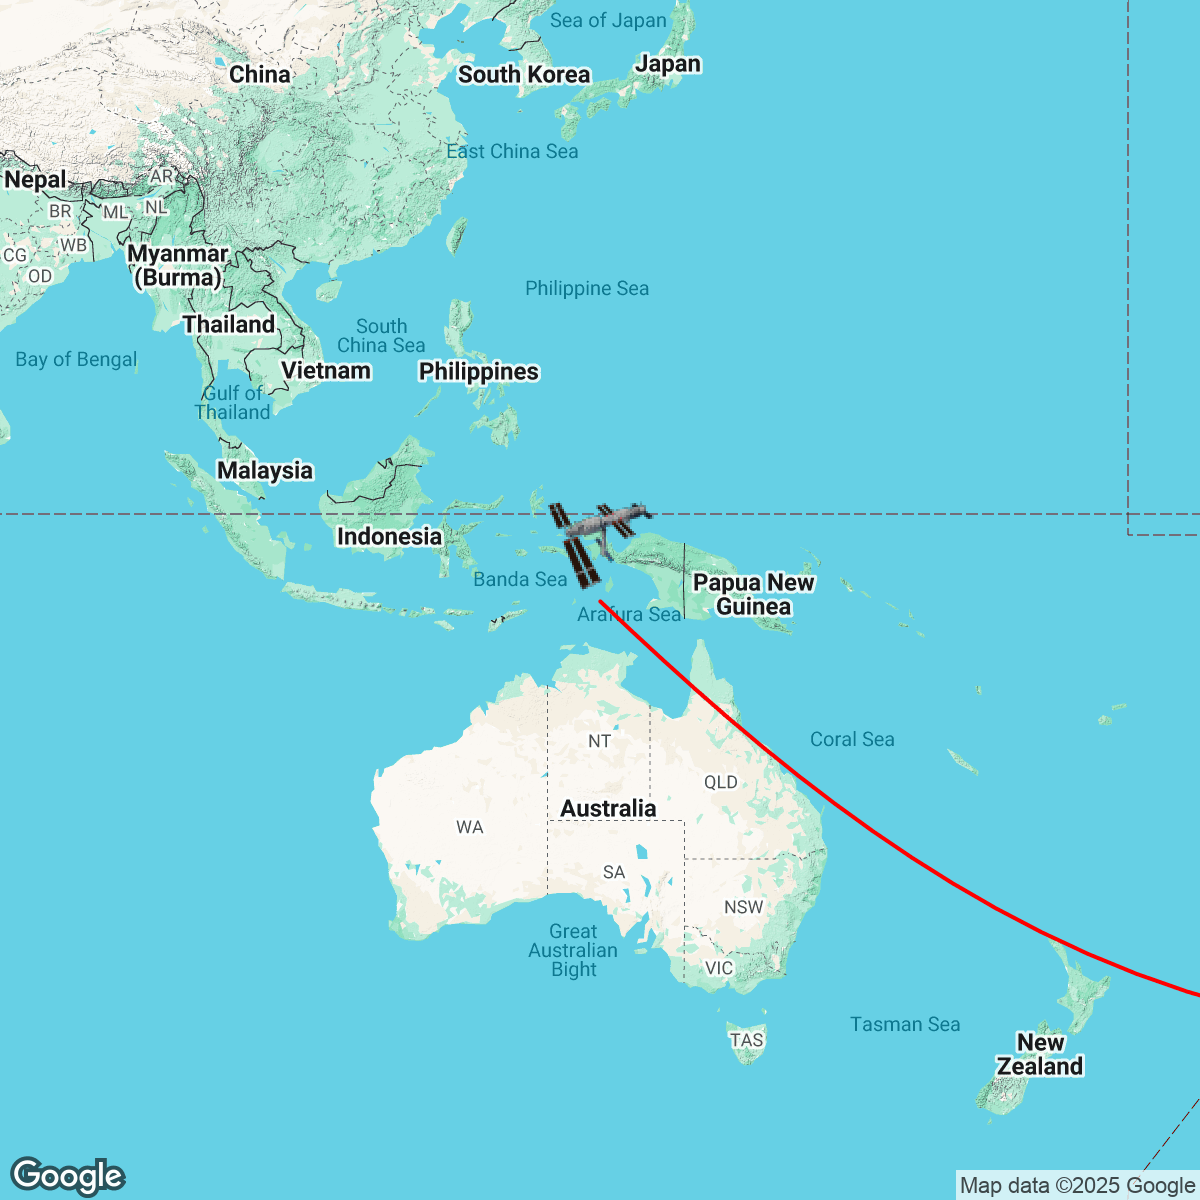 Sea of Japan
Japan
China
South Korea
East China Sea
Nepal
AR
BR
ML
NL
WB
CG
OD
Myanmar
(Burma)
Philippine Sea
Thailand
South
China Sea
Bay of Bengal
Vietnam
Philippines
Gulf of
Thailand
Malaysia
Indonesia
Banda Sea
Papua New
Guinea
Arafura Sea
NT
Coral Sea
QLD
Australia
WA
SA
NSW
Great
Australian
Bight
VIC
Tasman Sea
TAS
New
Zealand
Google
Map data ©2025 Google